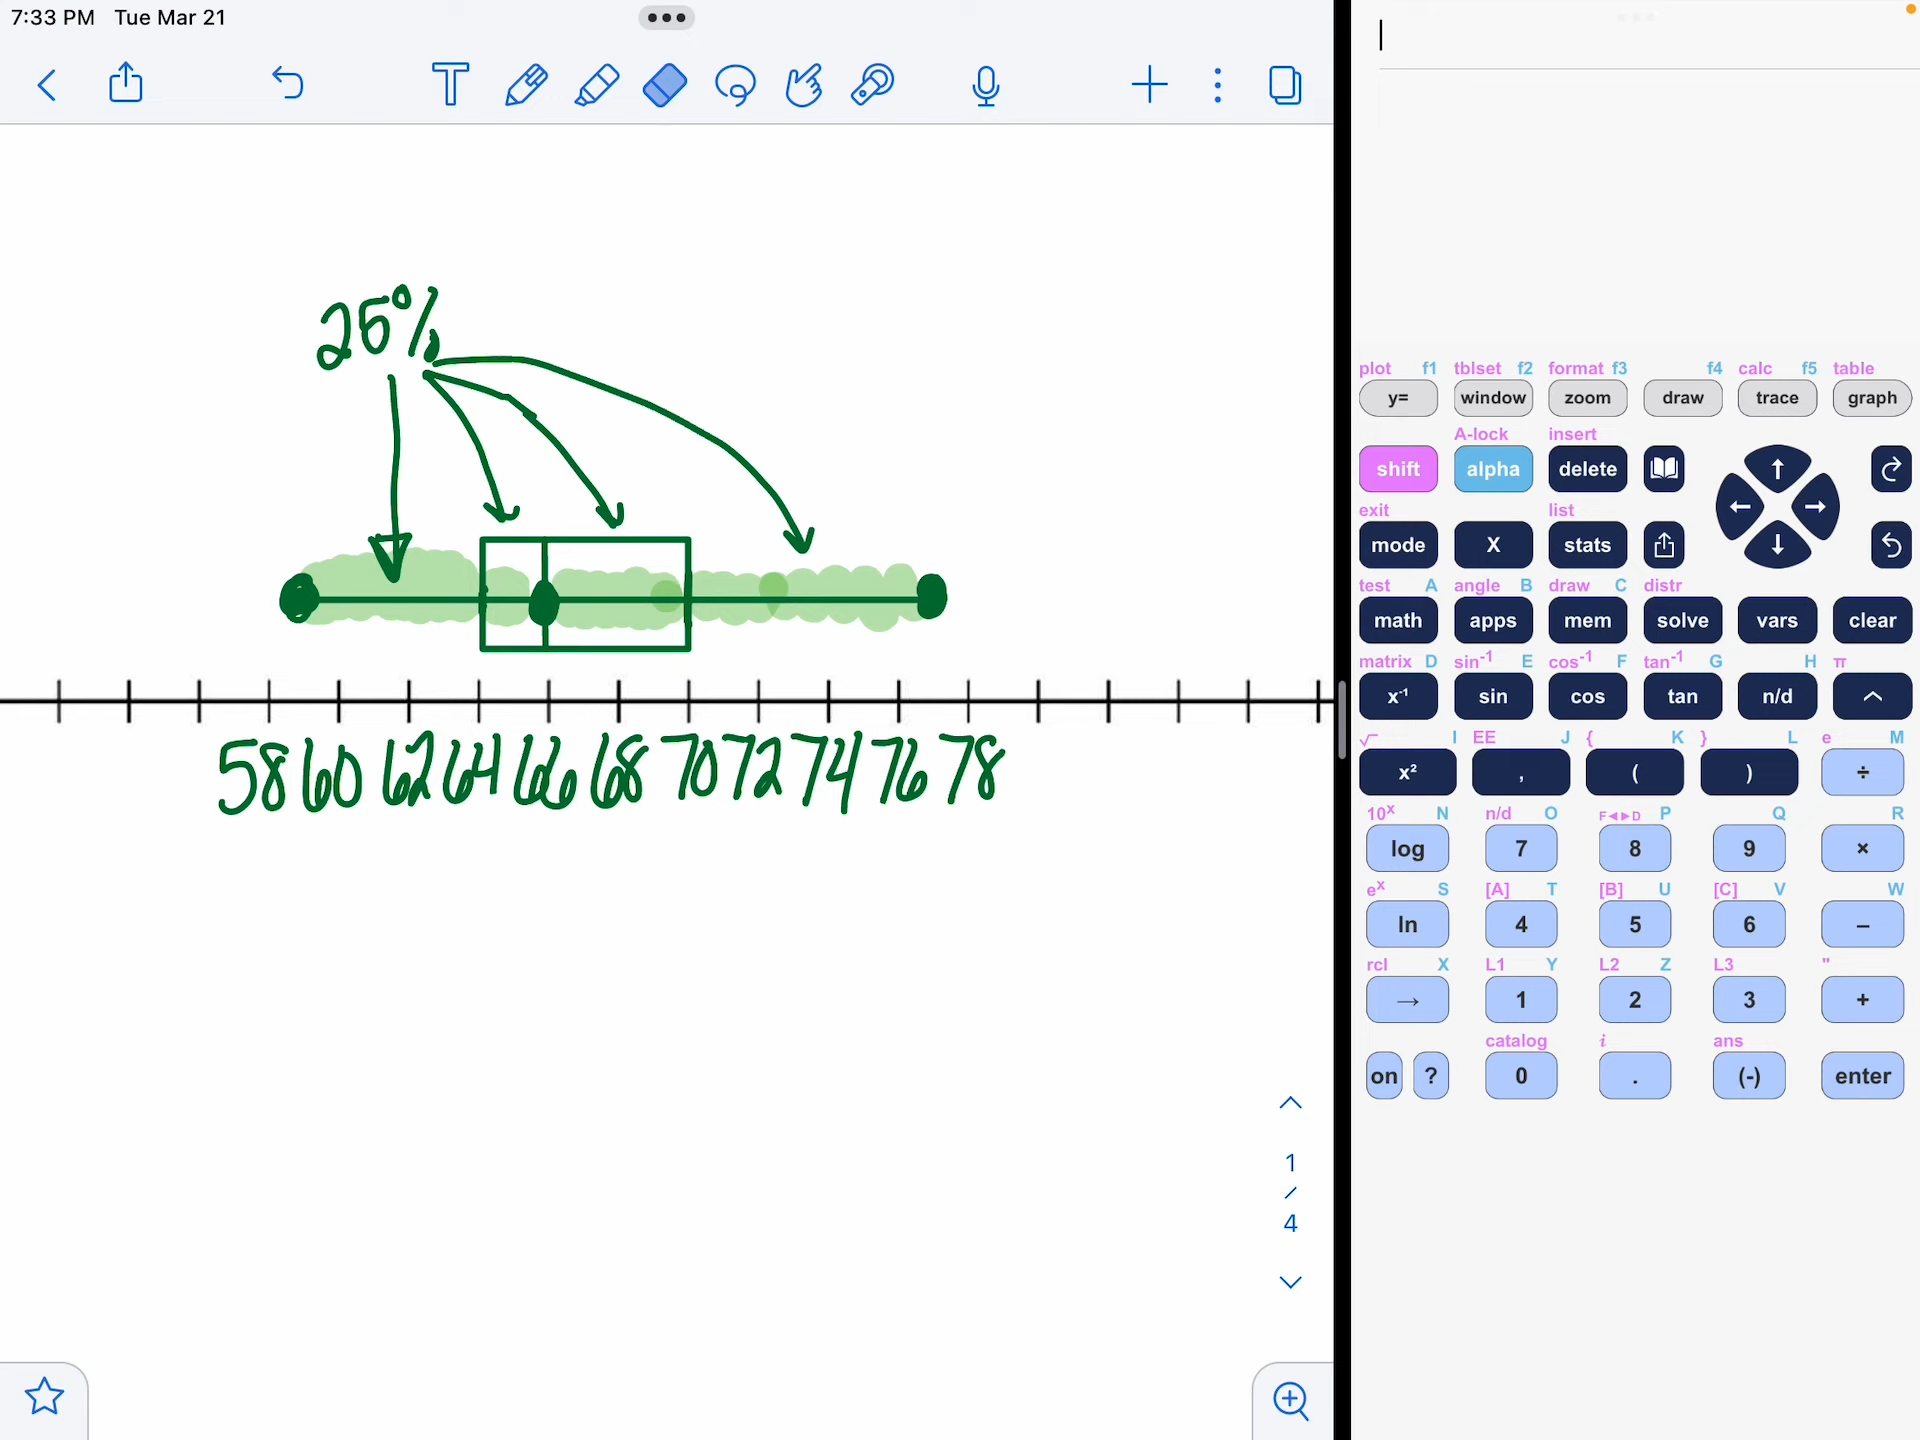 7:33 PM Tue Mar 21
T
25%
58 60 62 64 66 68 70 72 74 76 78
1
/
4
plot f1 tblset f2 format f3 f4 calc f5 table
y= window zoom draw trace graph
A-lock insert
shift alpha delete
exit list
mode X stats
test A angle B draw C distr
math apps mem solve vars clear
matrix D sin-1 E cos-1 F tan-1 G H π
x-1 sin cos tan n/d ^
√ I EE J { K } L e M
x² , ( ) ÷
10x N n/d O F◄►D P Q R
log 7 8 9 ×
ex S [A] T [B] U [C] V W
ln 4 5 6 –
rcl X L1 Y L2 Z L3 "
→ 1 2 3 +
catalog i ans
on ? 0 . (-) enter